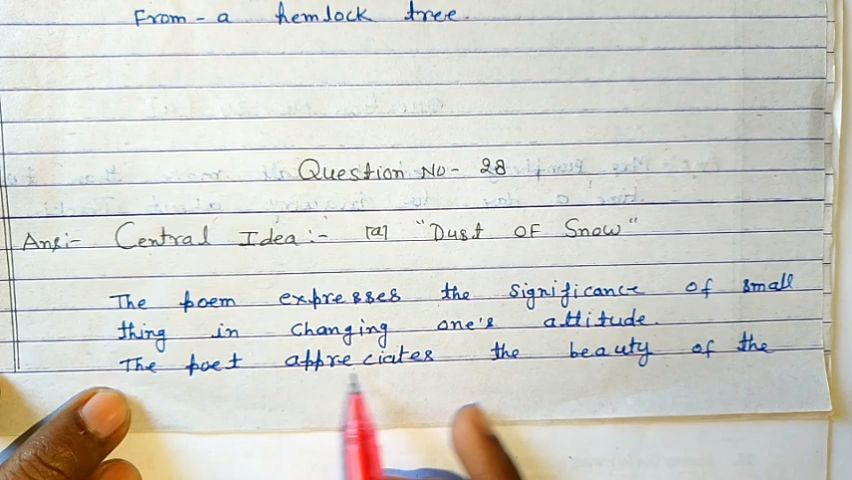 From - a hemlock tree.
Question No - 28
Ans:- Central Idea:- [a] "Dust OF Snow"
The poem expresses the significance of small
thing in changing one's attitude.
The poet appreciates the beauty of the